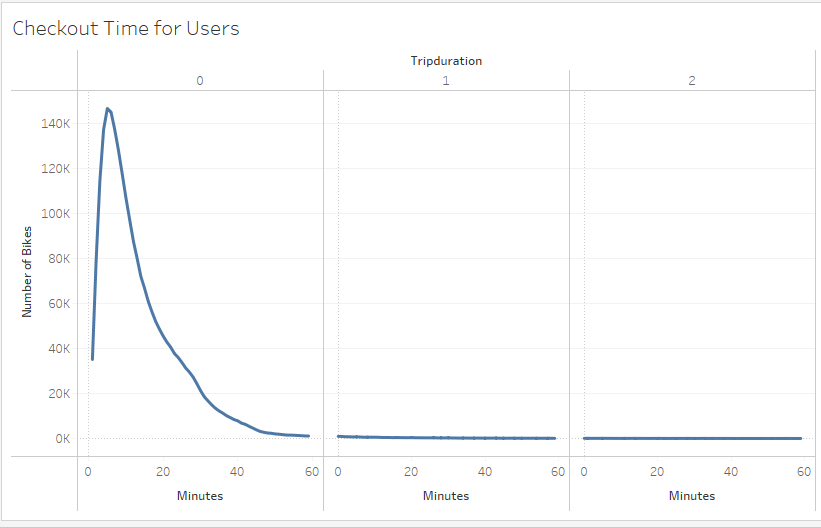 Checkout Time for Users
Tripduration
0 1 2
Number of Bikes
140K
120K
100K
80K
60K
40K
20K
0K
0 20 40 60 0 20 40 60 0 20 40 60
Minutes Minutes Minutes